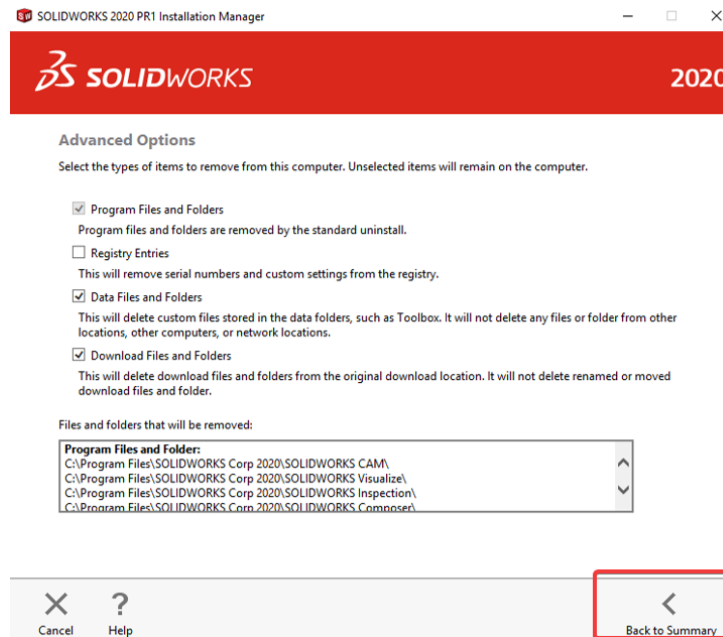 SOLIDWORKS 2020 PR1 Installation Manager
SOLIDWORKS
2020
Advanced Options
Select the types of items to remove from this computer. Unselected items will remain on the computer.
Program Files and Folders
Program files and folders are removed by the standard uninstall.
Registry Entries
This will remove serial numbers and custom settings from the registry.
Data Files and Folders
This will delete custom files stored in the data folders, such as Toolbox. It will not delete any files or folder from other
locations, other computers, or network locations.
Download Files and Folders
This will delete download files and folders from the original download location. It will not delete renamed or moved
download files and folder.
Files and folders that will be removed:
Program Files and Folder:
C:\Program Files\SOLIDWORKS Corp 2020\SOLIDWORKS CAM\
C:\Program Files\SOLIDWORKS Corp 2020\SOLIDWORKS Visualize\
C:\Program Files\SOLIDWORKS Corp 2020\SOLIDWORKS Inspection\
C:\Program Files\SOLIDWORKS Corp 2020\SOLIDWORKS Composer\
Cancel
Help
Back to Summary